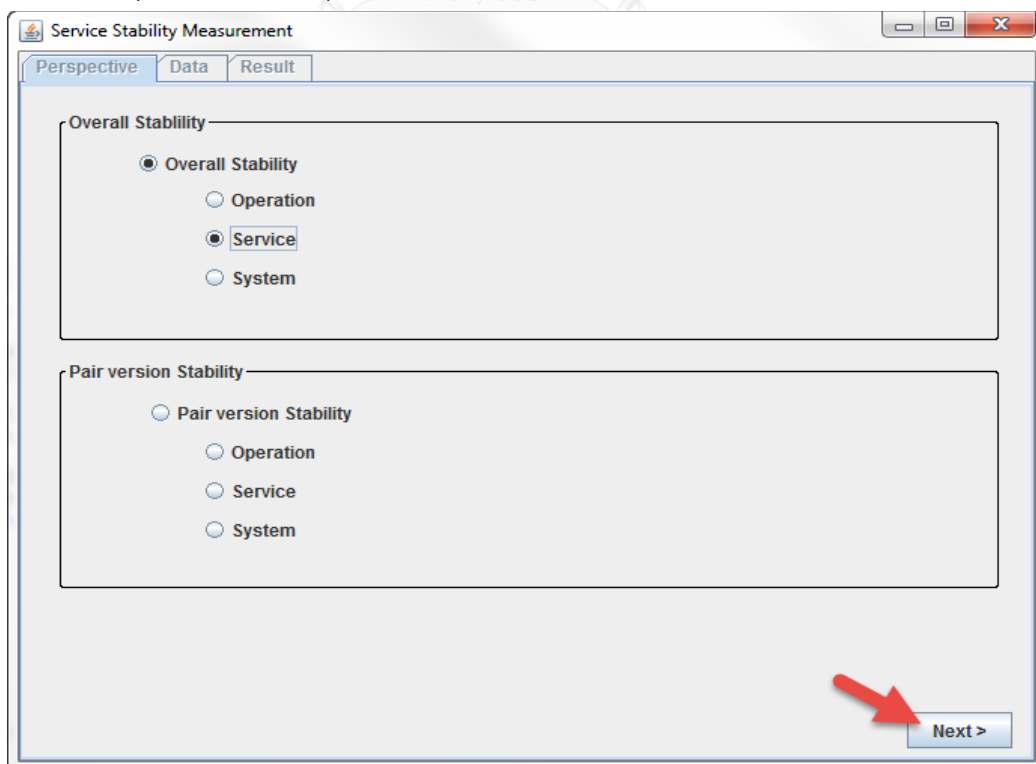 Service Stability Measurement
Perspective Data Result
Overall Stablility
Overall Stability
Operation
Service
System
Pair version Stability
Pair version Stability
Operation
Service
System
Next >